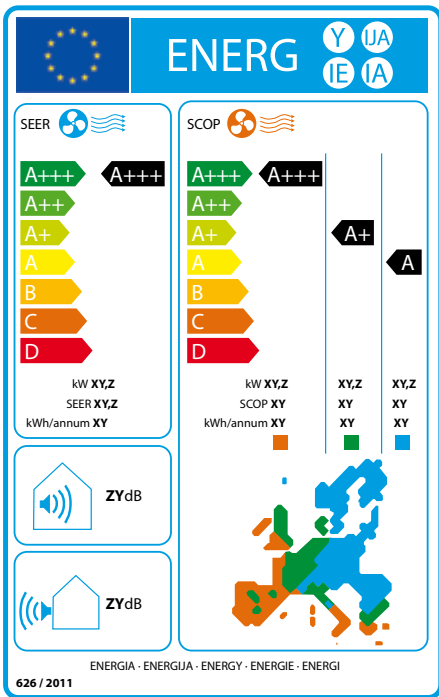 ENERG
Y IJA
IE IA
SEER
A+++ A+++
A++
A+
A
B
C
D
kW XY,Z
SEER XY,Z
kWh/annum XY
SCOP
A+++ A+++
A++
A+ A+
A A
B
C
D
kW XY,Z XY,Z XY,Z
SCOP XY XY XY
kWh/annum XY XY XY
ZYdB
ZYdB
ENERGIA · ENERGIJA · ENERGY · ENERGIE · ENERGI
626 / 2011